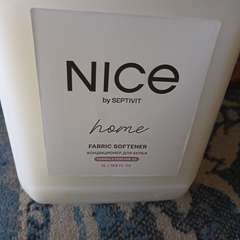 NICe
by SEPTIVIT
home
FABRIC SOFTENER
КОНДИЦИОНЕР ДЛЯ БЕЛЬЯ